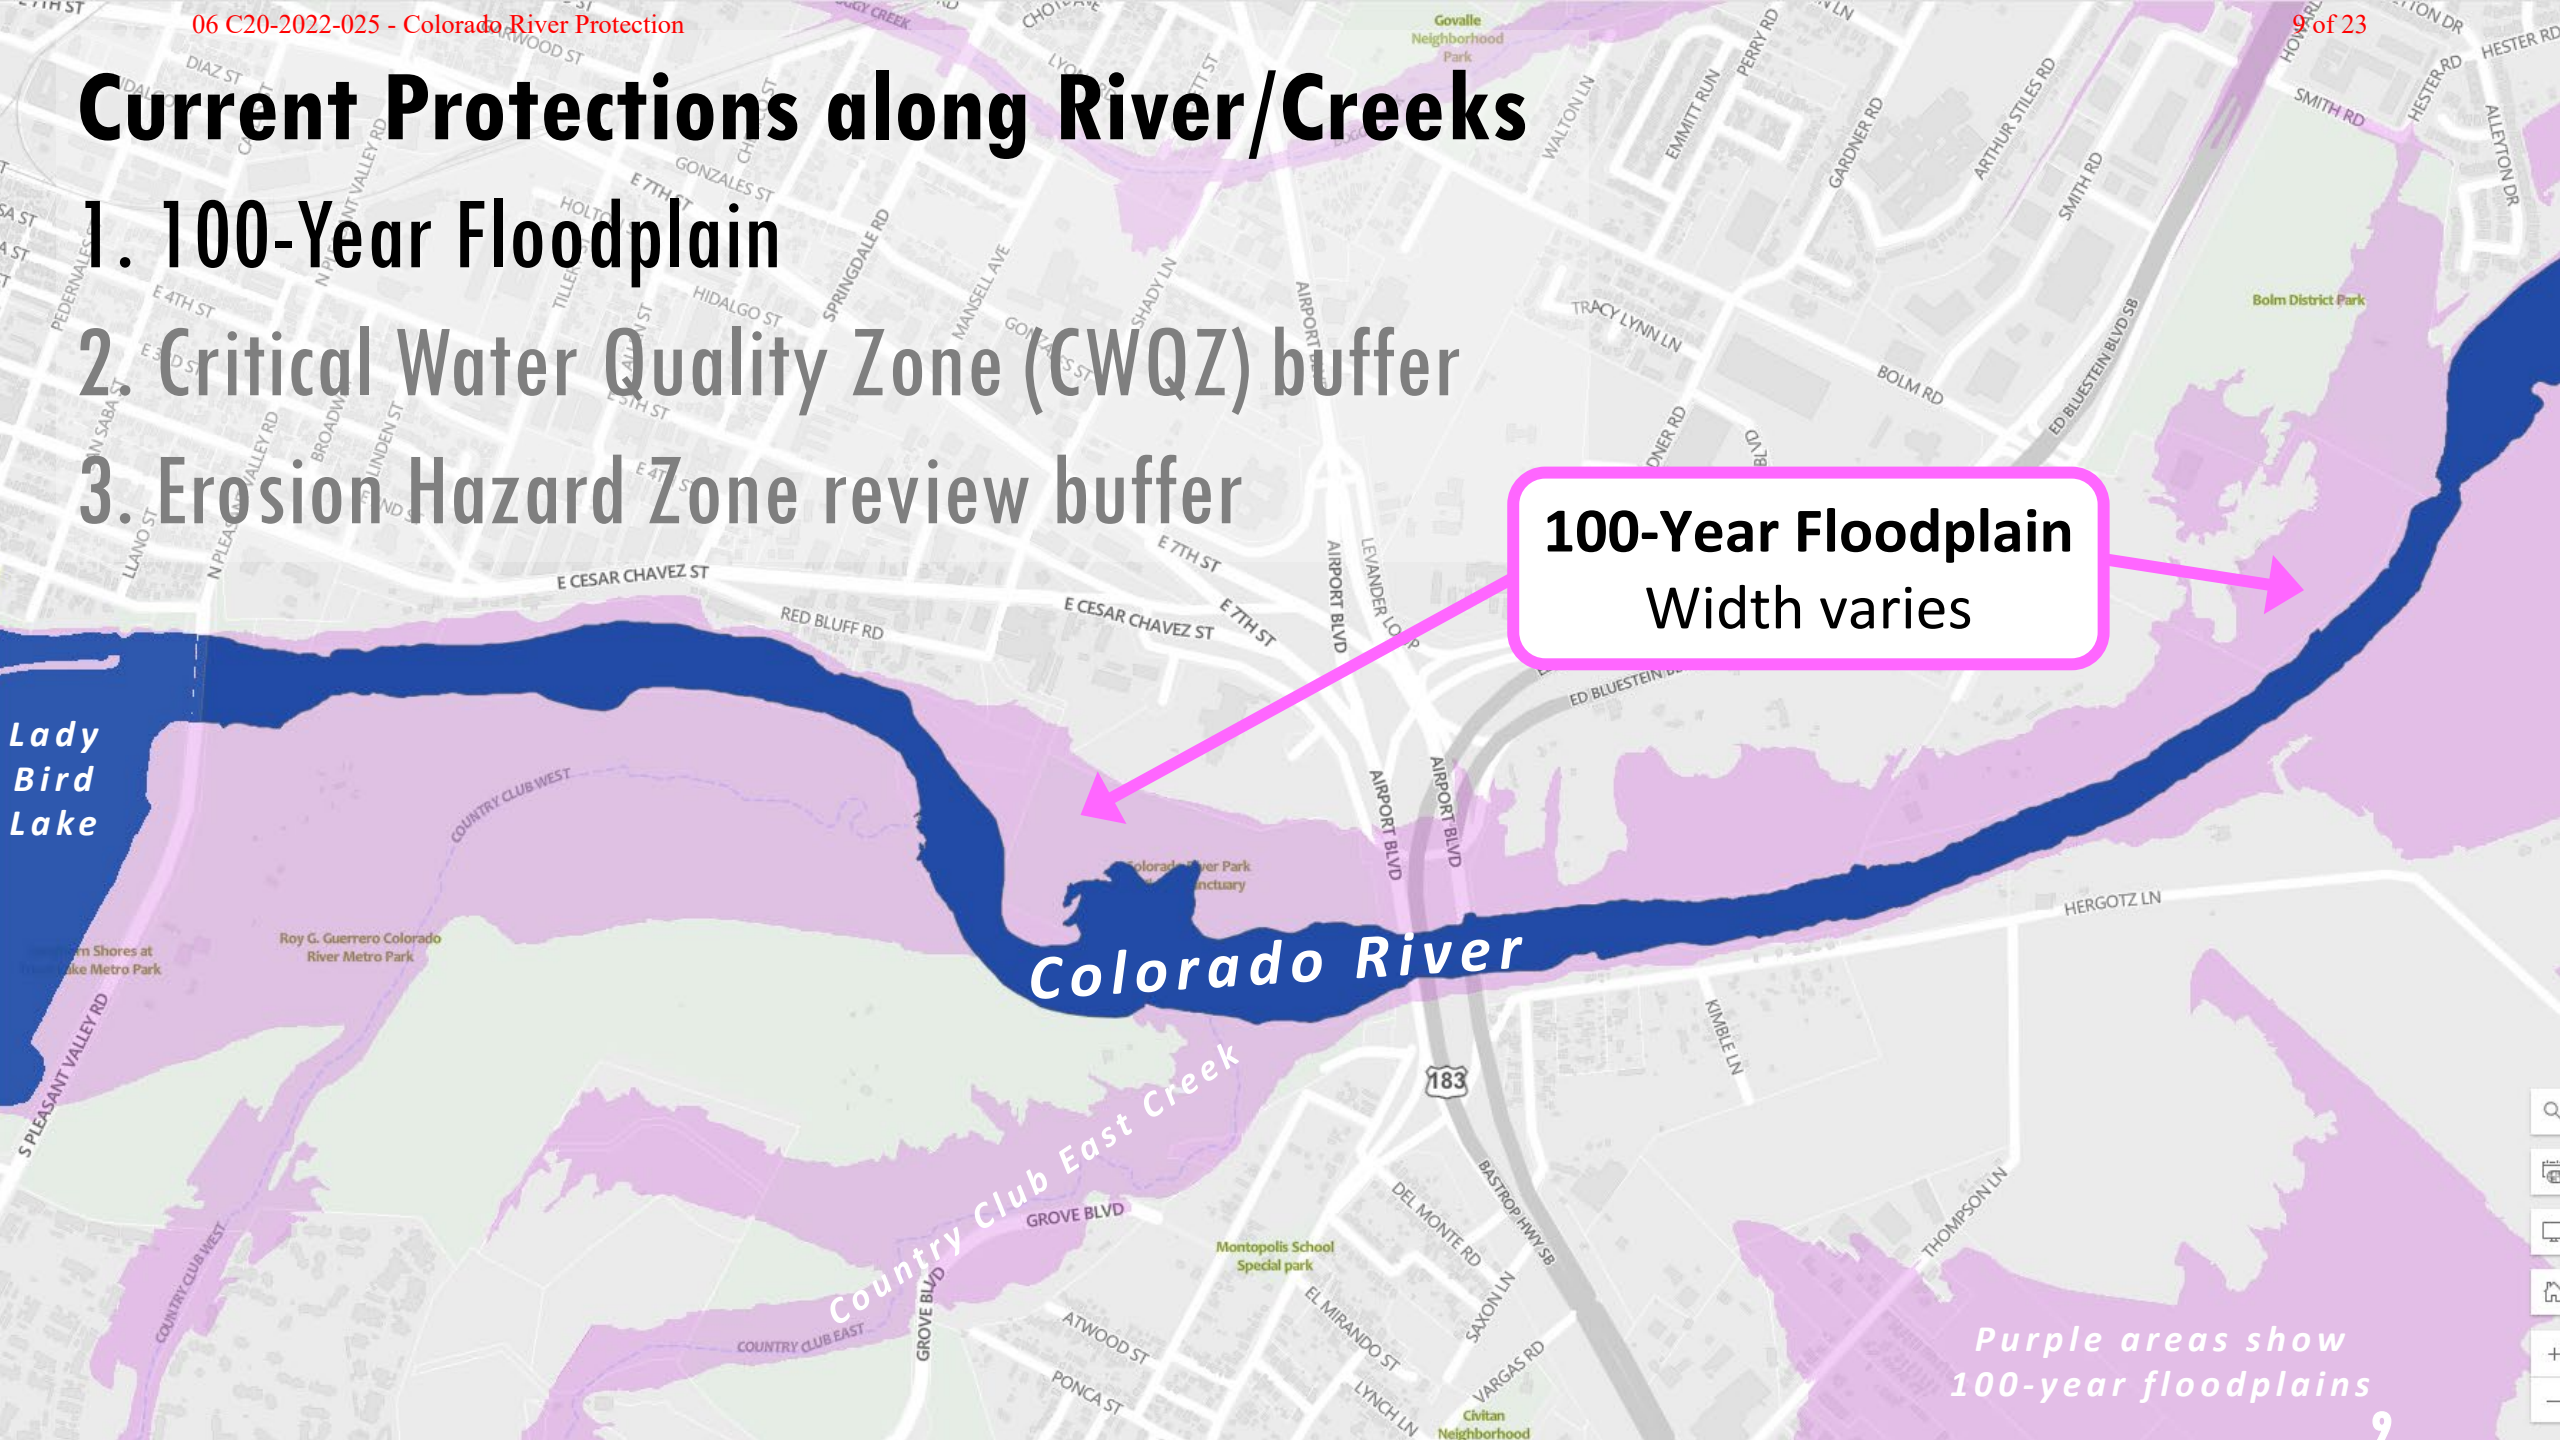 06 C20-2022-025 - Colorado River Protection
9 of 23
Current Protections along River/Creeks
1. 100-Year Floodplain
2. Critical Water Quality Zone (CWQZ) buffer
3. Erosion Hazard Zone review buffer
100-Year Floodplain
Width varies
Lady
Bird
Lake
Colorado River
Country Club East Creek
Purple areas show
100-year floodplains
9
Govalle
Neighborhood
Park
PERRY RD
EMMITT RUN
WALTON LN
GARDNER RD
ARTHUR STILES RD
SMITH RD
SMITH RD
HESTER RD
HESTER RD
ALLEYTON DR
DIAZ ST
GONZALES ST
E 7TH ST
SPRINGDALE RD
MANSELL AVE
SHADY LN
HIDALGO ST
E 4TH ST
TRACY LYNN LN
BOLM RD
ED BLUESTEIN BLVD SB
Bolm District Park
E 5TH ST
LINDEN ST
LLANO ST
E CESAR CHAVEZ ST
RED BLUFF RD
E CESAR CHAVEZ ST
E 7TH ST
E 7TH ST
AIRPORT BLVD
LEVANDER LOOP
ED BLUESTEIN
AIRPORT BLVD
AIRPORT BLVD
COUNTRY CLUB WEST
Roy G. Guerrero Colorado
River Metro Park
Shores at
Metro Park
S PLEASANT VALLEY RD
HERGOTZ LN
KIMBLE LN
183
BASTROP HWY SB
THOMPSON LN
DEL MONTE RD
SAXON LN
VARGAS RD
EL MIRANDO ST
LYNCH LN
GROVE BLVD
GROVE BLVD
COUNTRY CLUB WEST
COUNTRY CLUB EAST
ATWOOD ST
PONCA ST
Montopolis School
Special park
Civitan
Neighborhood